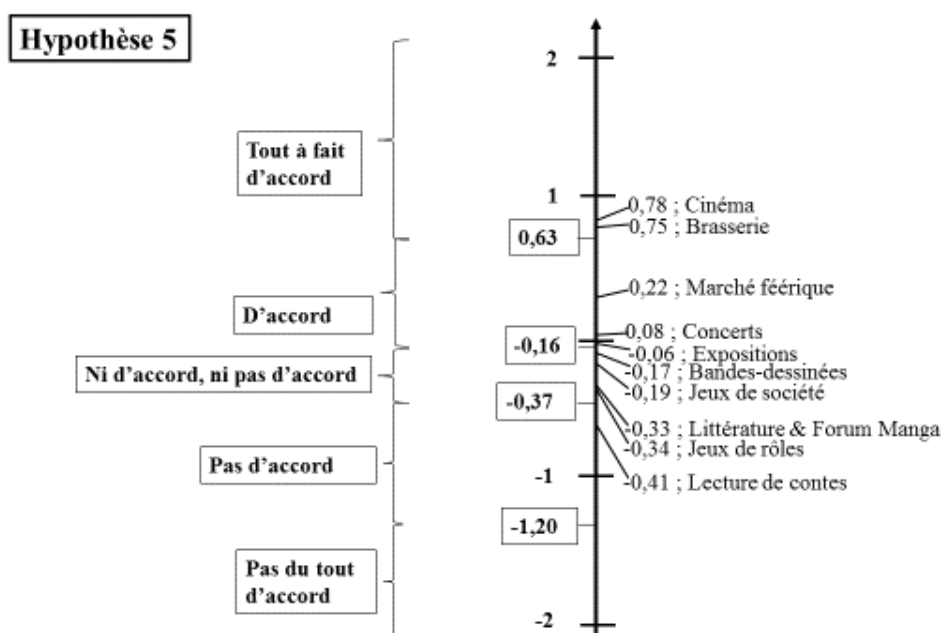 Hypothèse 5
2
Tout à fait
d'accord
1
0,78 ; Cinéma
0,75 ; Brasserie
0,63
0,22 ; Marché féérique
D'accord
0,08 ; Concerts
-0,16
-0,06 ; Expositions
Ni d'accord, ni pas d'accord
-0,17 ; Bandes-dessinées
-0,19 ; Jeux de société
-0,37
-0,33 ; Littérature & Forum Manga
-0,34 ; Jeux de rôles
Pas d'accord
-1
-0,41 ; Lecture de contes
-1,20
Pas du tout
d'accord
-2